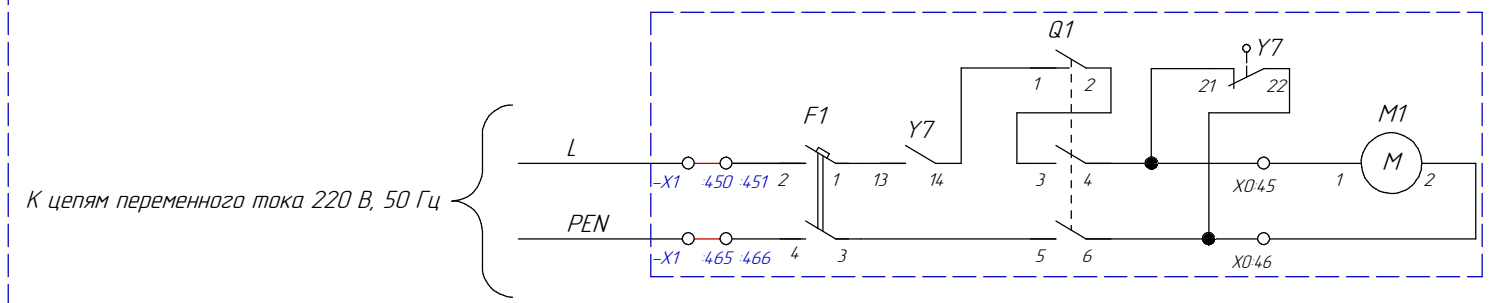 Q1
Y7
1 2 21 22
F1
Y7
M1
L
M
-X1 :450 :451 2 1 13 14 3 4 X0:45 1 2
К цепям переменного тока 220 В, 50 Гц
PEN
-X1 :465 :466 4 3 5 6 X0:46